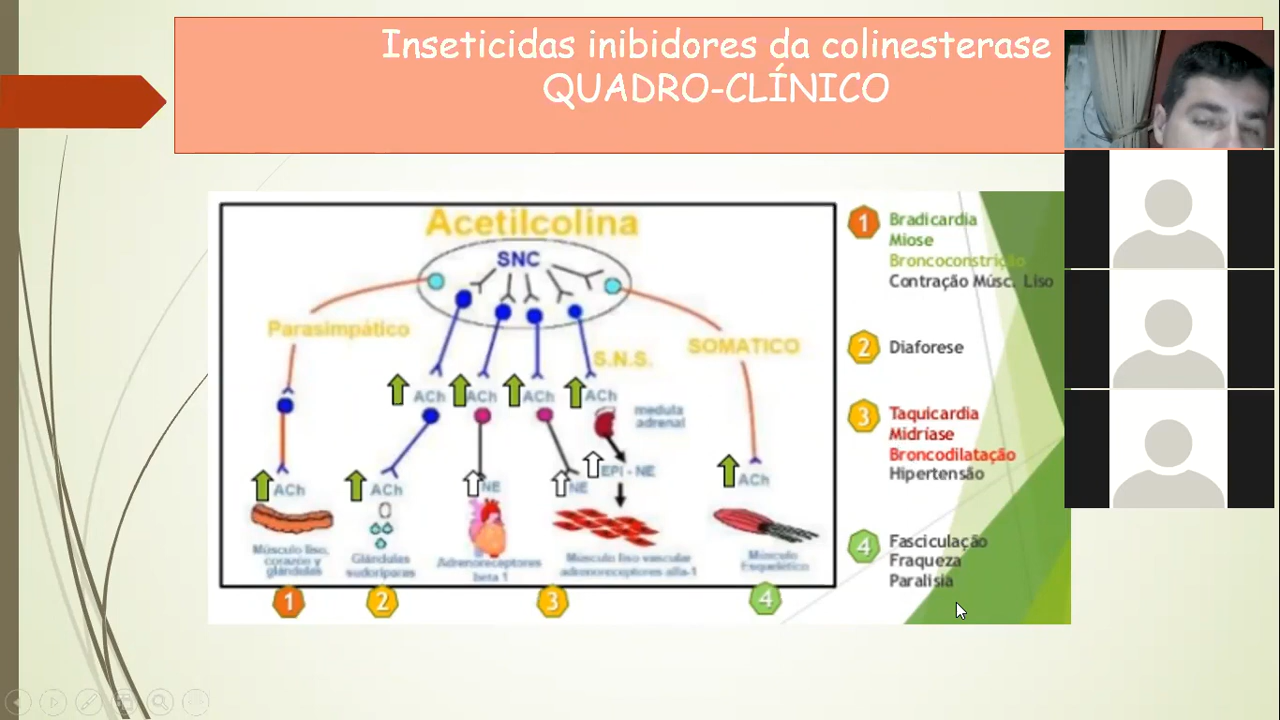 Inseticidas inibidores da colinesterase
QUADRO-CLÍNICO
Acetilcolina
SNC
Parasimpático
S.N.S.
SOMATICO
ACh
ACh
ACh
ACh
medula
adrenal
EPI - NE
ACh
ACh
NE
NE
ACh
Músculo liso,
corazón y
glándulas
Glándulas
sudoríparas
Adrenoreceptores
beta 1
Músculo liso vascular
adrenoreceptores alfa-1
Músculo
Esquelético
1
2
3
4
1
Bradicardia
Miose
Broncoconstrição
Contração Músc. Liso
2
Diaforese
3
Taquicardia
Midríase
Broncodilatação
Hipertensão
4
Fasciculação
Fraqueza
Paralisia